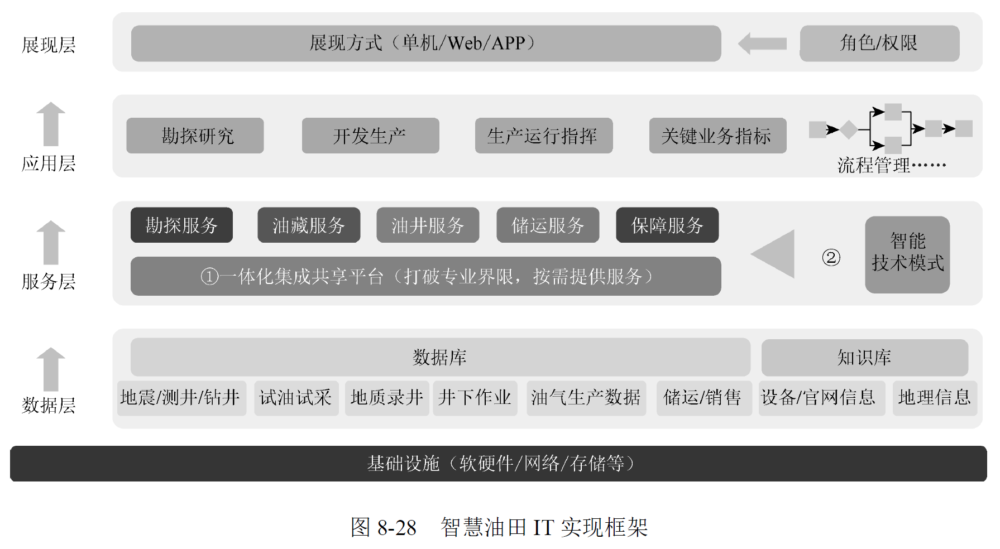 展现层
展现方式（单机/Web/APP）
角色/权限
应用层
勘探研究
开发生产
生产运行指挥
关键业务指标
流程管理……
服务层
勘探服务
油藏服务
油井服务
储运服务
保障服务
①一体化集成共享平台（打破专业界限，按需提供服务）
②
智能
技术模式
数据层
数据库
知识库
地震/测井/钻井
试油试采
地质录井
井下作业
油气生产数据
储运/销售
设备/官网信息
地理信息
基础设施（软硬件/网络/存储等）
图 8-28 智慧油田 IT 实现框架